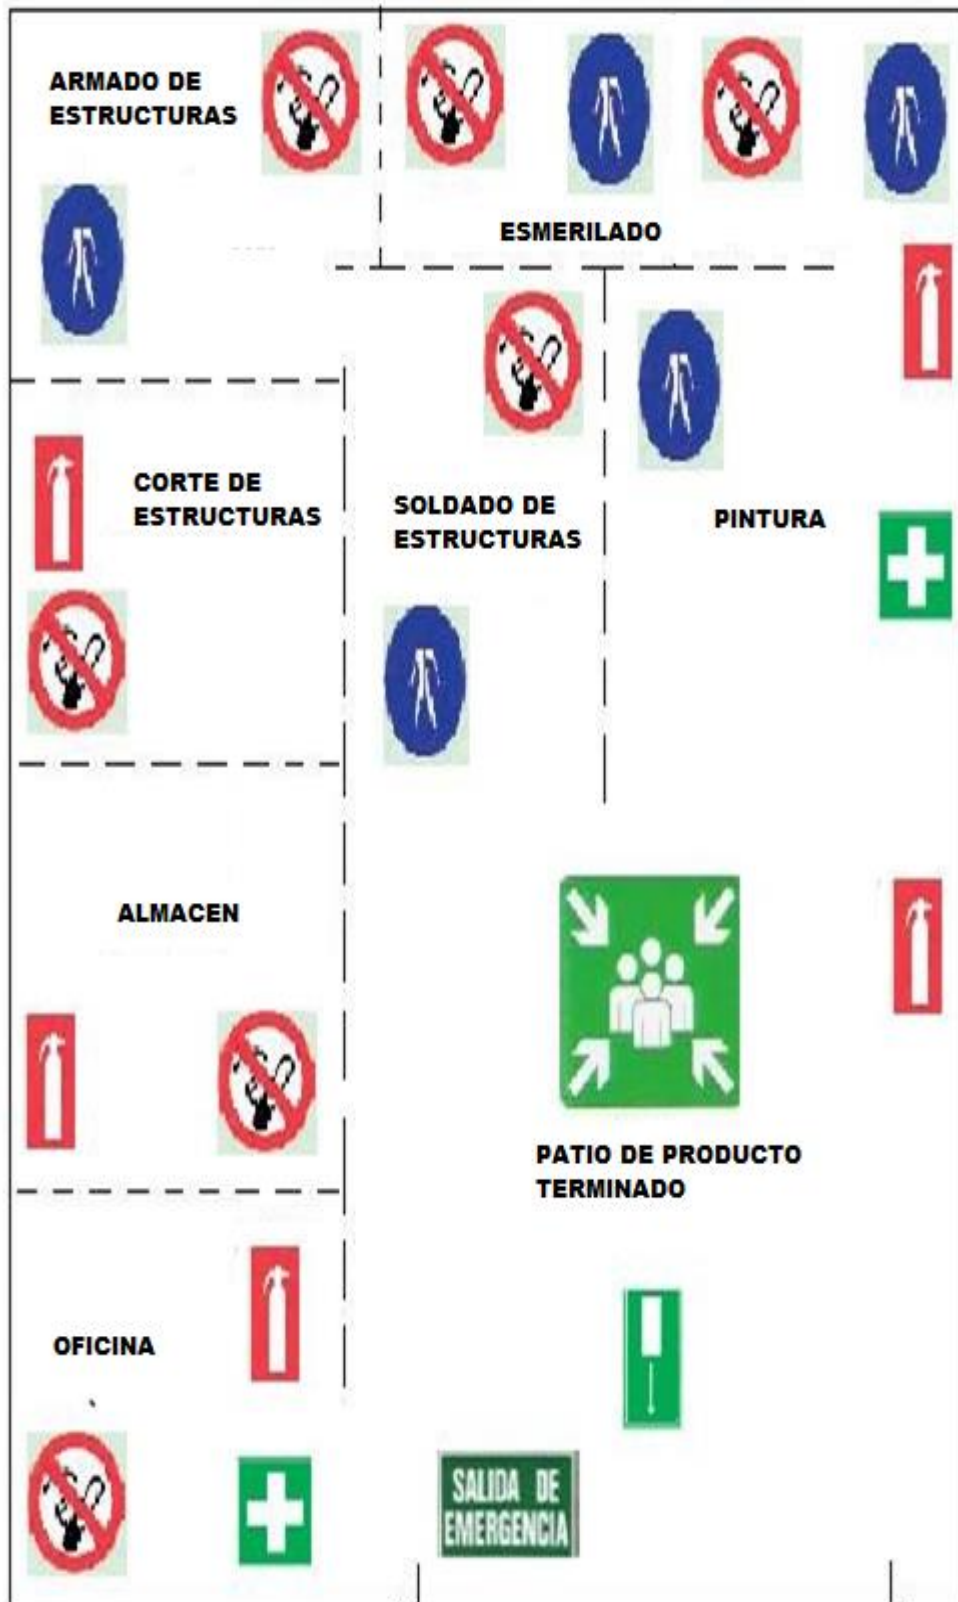 ARMADO DE
ESTRUCTURAS
ESMERILADO
CORTE DE
ESTRUCTURAS
SOLDADO DE
ESTRUCTURAS
PINTURA
ALMACEN
PATIO DE PRODUCTO
TERMINADO
OFICINA
SALIDA DE
EMERGENCIA